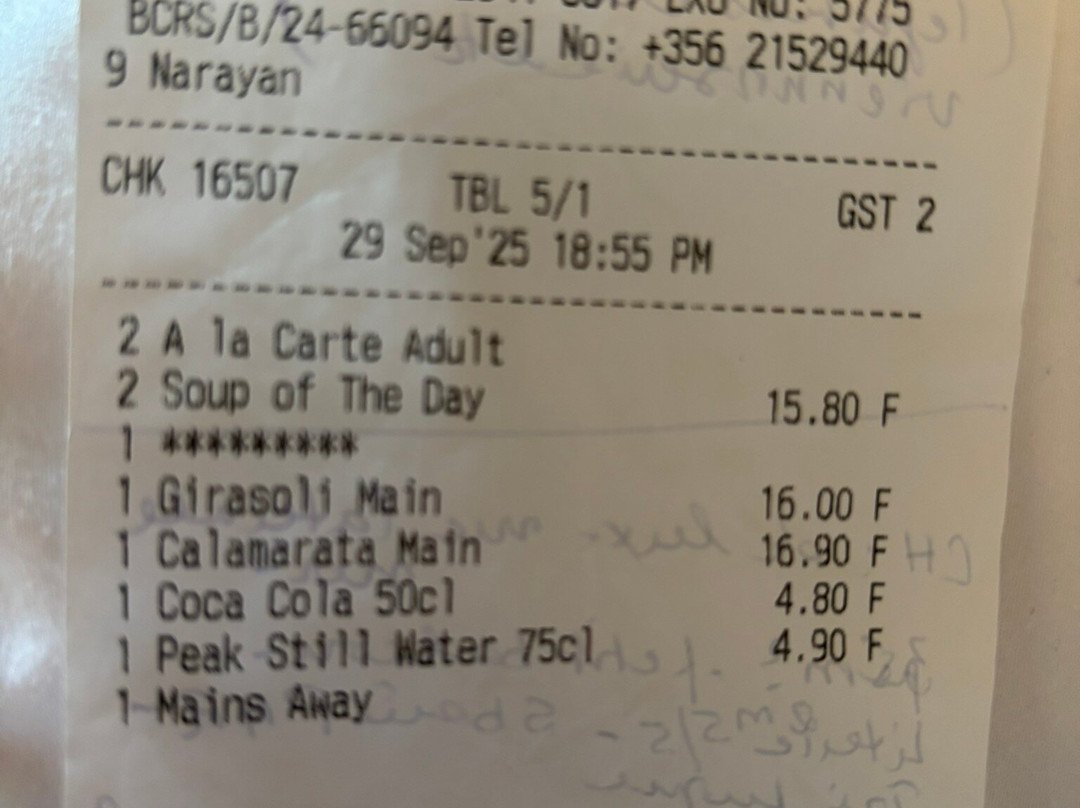 NO: 5775
BCRS/B/24-66094 Tel No: +356 21529440
9 Narayan
CHK 16507 TBL 5/1 GST 2
29 Sep'25 18:55 PM
2 A la Carte Adult
2 Soup of The Day 15.80 F
1 *********
1 Girasoli Main 16.00 F
1 Calamarata Main 16.90 F
1 Coca Cola 50cl 4.80 F
1 Peak Still Water 75cl 4.90 F
1 Mains Away